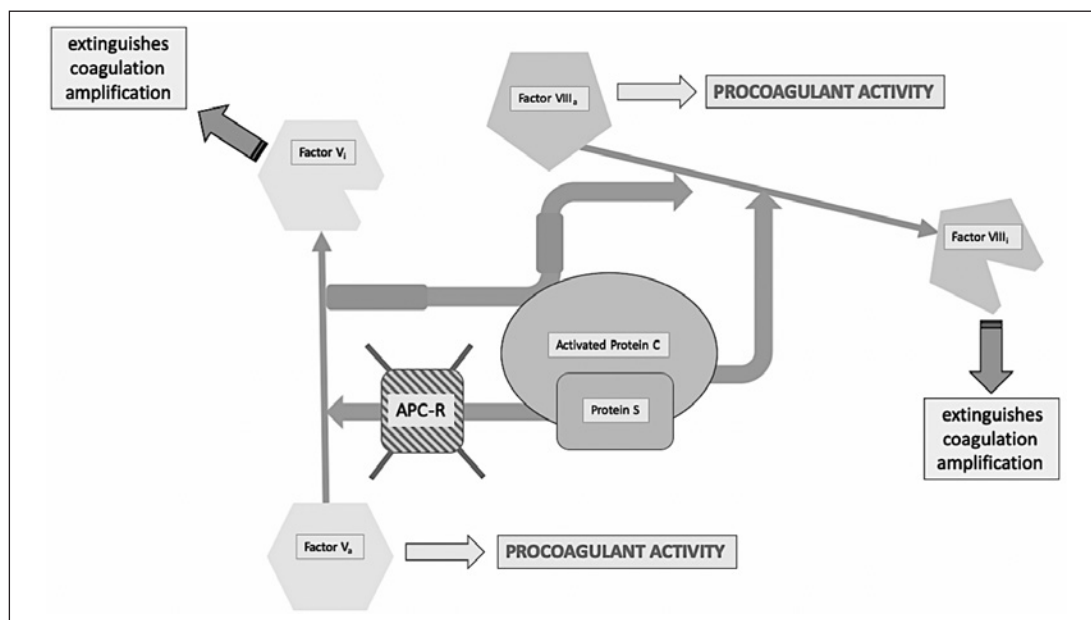 extinguishes
coagulation
amplification
Factor VIIIₐ
PROCOAGULANT ACTIVITY
Factor Vᵢ
Factor VIIIᵢ
Activated Protein C
APC-R
Protein S
extinguishes
coagulation
amplification
Factor Vₐ
PROCOAGULANT ACTIVITY